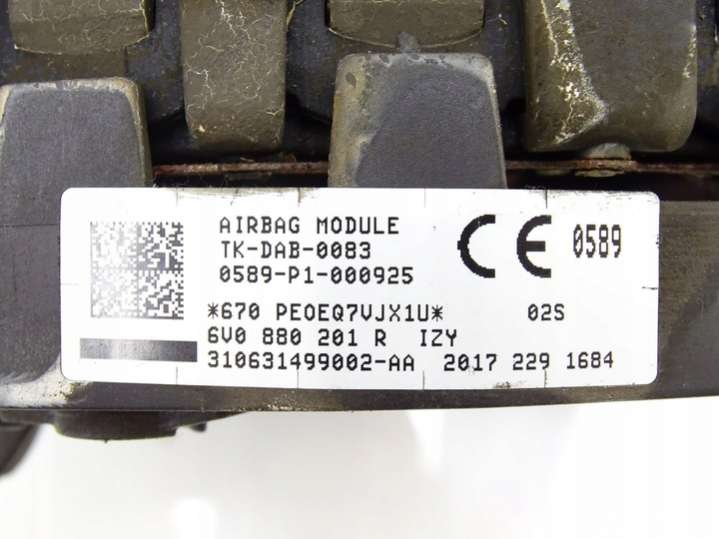 AIRBAG MODULE
TK-DAB-0083
0589-P1-000925
CE 0589
*670 PEOEQ7VJX1U* 02S
6V0 880 201 R IZY
310631499002-AA 2017 229 1684